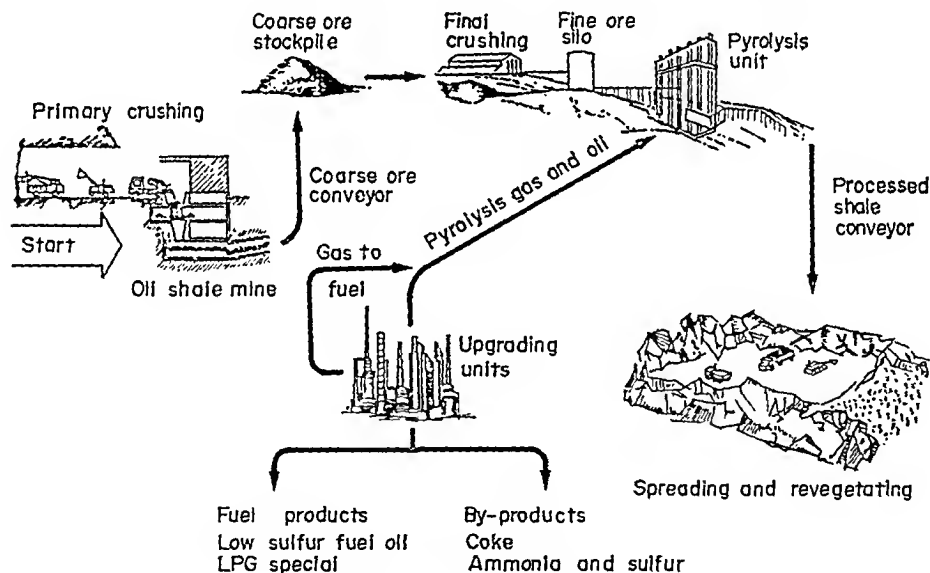 Coarse ore
stockpile
Final
crushing
Fine ore
silo
Pyrolysis
unit
Primary crushing
Coarse ore
conveyor
Pyrolysis gas and oil
Processed
shale
conveyor
Start
Gas to
fuel
Oil shale mine
Upgrading
units
Spreading and revegetating
Fuel products
Low sulfur fuel oil
LPG special
By-products
Coke
Ammonia and sulfur